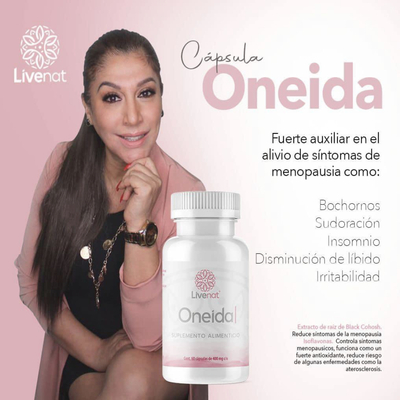 Livenat
Cápsula
Oneida
Fuerte auxiliar en el
alivio de síntomas de
menopausia como:
Bochornos
Sudoración
Insomnio
Disminución de líbido
Irritabilidad
Livenat
Oneida
SUPLEMENTO ALIMENTICIO
Extracto de raíz de Black Cohosh.
Reduce síntomas de la menopausía
Isoflavonas. Controla síntomas
menopausicos, funciona como un
fuerte antioxidante, reduce riesgo
de algunas enfermedades como la
aterosclerosis.